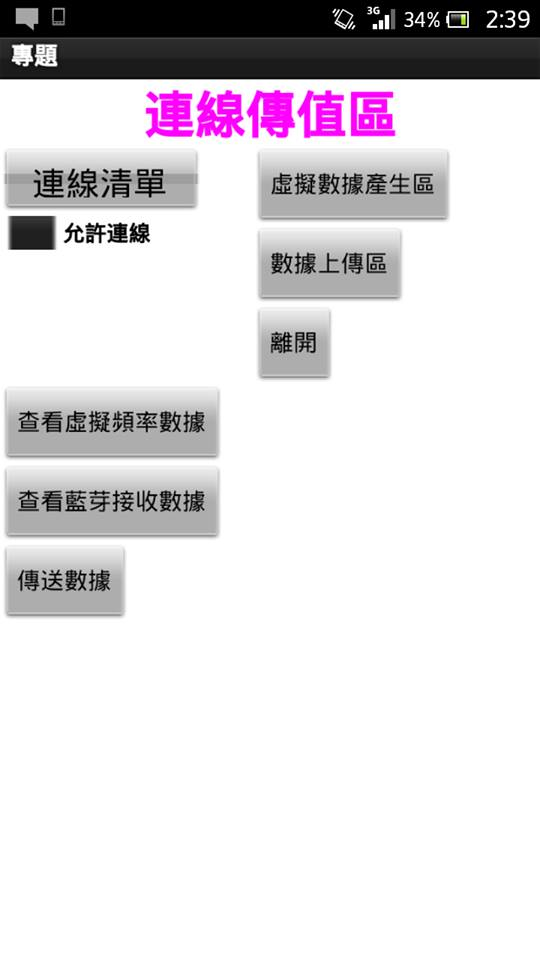 3G 34% 2:39
專題
連線傳值區
連線清單
允許連線
虛擬數據產生區
數據上傳區
離開
查看虛擬頻率數據
查看藍芽接收數據
傳送數據